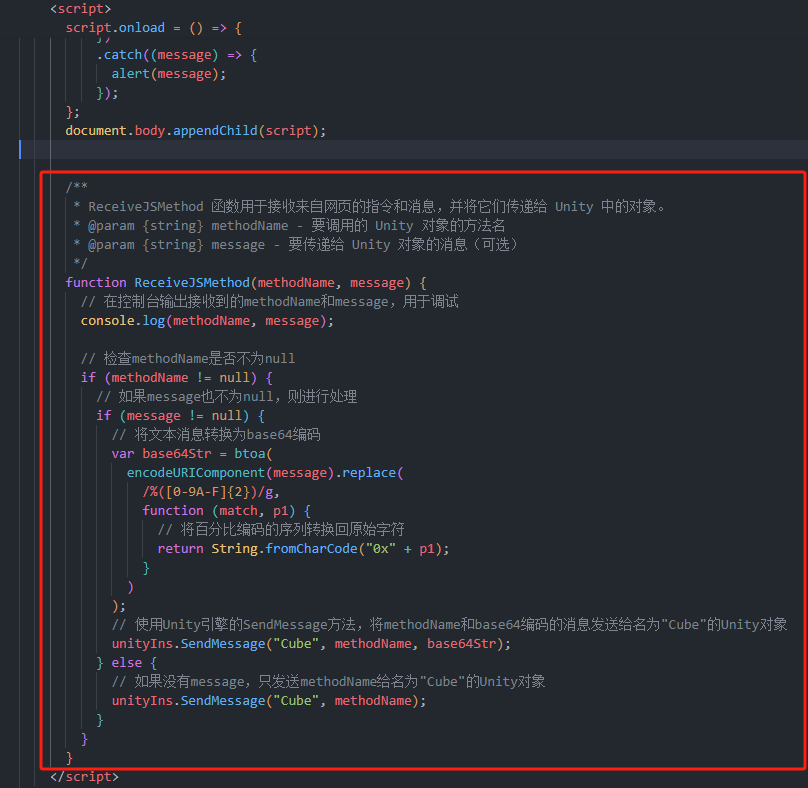 <script>
script.onload = () => {
})
.catch((message) => {
alert(message);
});
};
document.body.appendChild(script);
/**
* ReceiveJSMethod 函数用于接收来自网页的指令和消息，并将它们传递给 Unity 中的对象。
* @param {string} methodName - 要调用的 Unity 对象的方法名
* @param {string} message - 要传递给 Unity 对象的消息（可选）
*/
function ReceiveJSMethod(methodName, message) {
// 在控制台输出接收到的methodName和message，用于调试
console.log(methodName, message);
// 检查methodName是否不为null
if (methodName != null) {
// 如果message也不为null，则进行处理
if (message != null) {
// 将文本消息转换为base64编码
var base64Str = btoa(
encodeURIComponent(message).replace(
/%([0-9A-F]{2})/g,
function (match, p1) {
// 将百分比编码的序列转换回原始字符
return String.fromCharCode("0x" + p1);
}
)
);
// 使用Unity引擎的SendMessage方法，将methodName和base64编码的消息发送给名为"Cube"的Unity对象
unityIns.SendMessage("Cube", methodName, base64Str);
} else {
// 如果没有message，只发送methodName给名为"Cube"的Unity对象
unityIns.SendMessage("Cube", methodName);
}
}
}
</script>